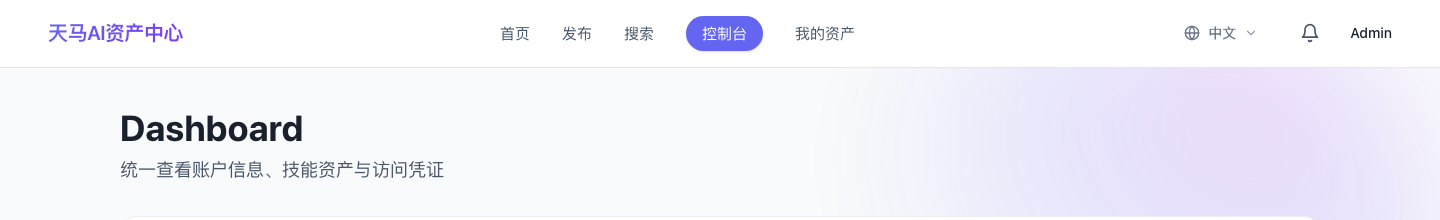 天马AI资产中心 首页 发布 搜索 控制台 我的资产 中文 Admin
Dashboard
统一查看账户信息、技能资产与访问凭证